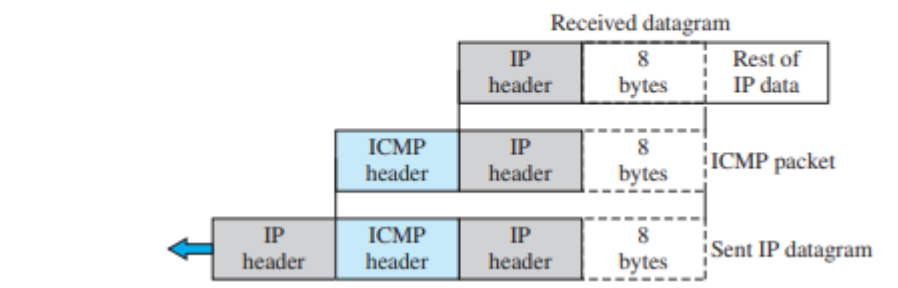 Received datagram
IP
header
8
bytes
Rest of
IP data
ICMP
header
IP
header
8
bytes
ICMP packet
IP
header
ICMP
header
IP
header
8
bytes
Sent IP datagram